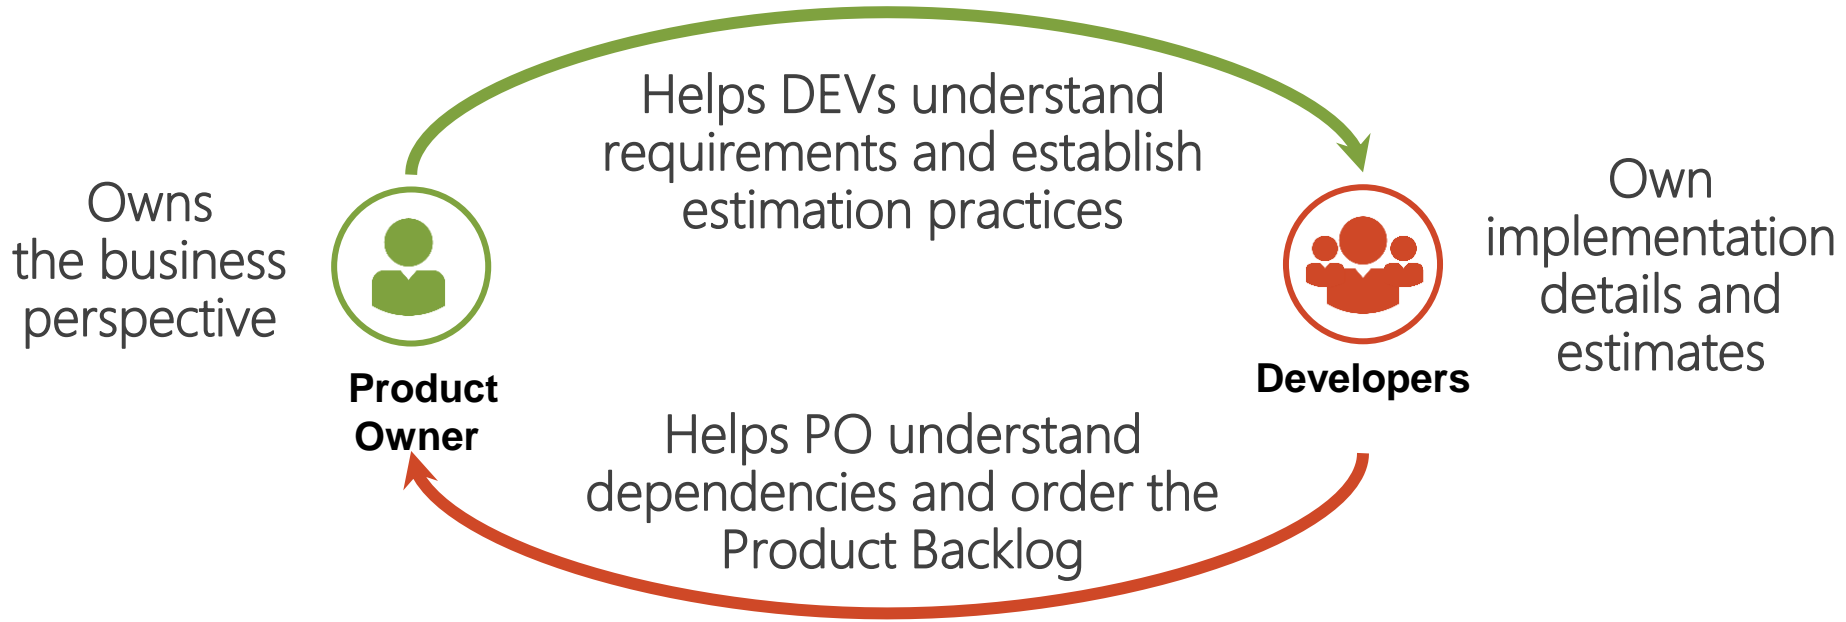 Helps DEVs understand
requirements and establish
estimation practices
Owns
the business
perspective
Own
implementation
details and
estimates
Product
Owner
Developers
Helps PO understand
dependencies and order the
Product Backlog